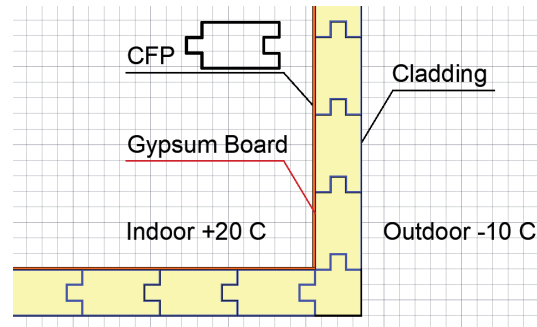 CFP
Cladding
Gypsum Board
Indoor +20 C
Outdoor -10 C